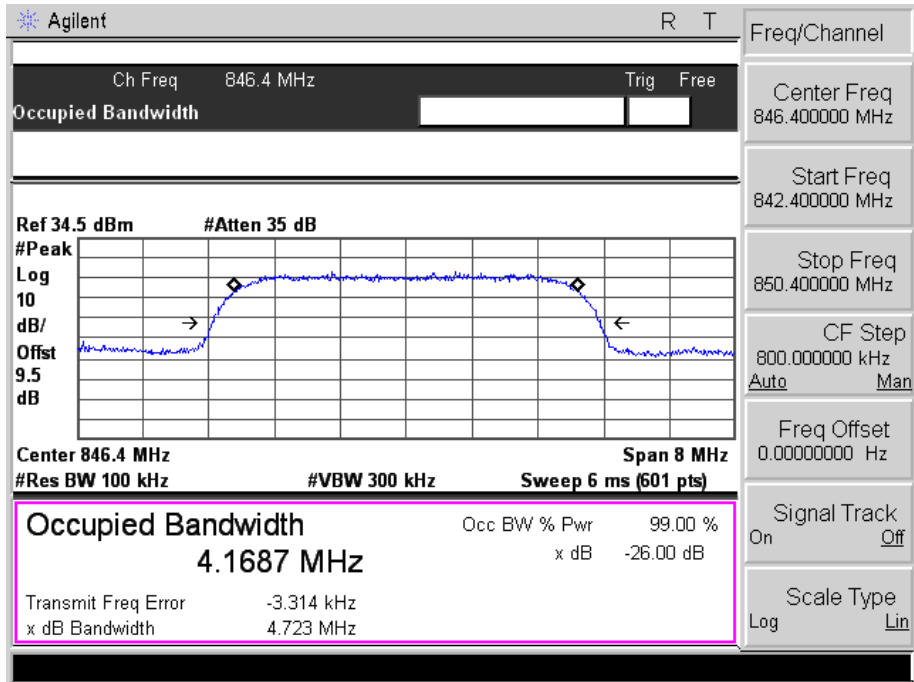 Agilent R T
Ch Freq 846.4 MHz Trig Free
Occupied Bandwidth
Ref 34.5 dBm #Atten 35 dB
#Peak
Log
10
dB/
Offst
9.5
dB
Center 846.4 MHz Span 8 MHz
#Res BW 100 kHz #VBW 300 kHz Sweep 6 ms (601 pts)
Occupied Bandwidth Occ BW % Pwr 99.00 %
4.1687 MHz x dB -26.00 dB
Transmit Freq Error -3.314 kHz
x dB Bandwidth 4.723 MHz
Freq/Channel
Center Freq
846.400000 MHz
Start Freq
842.400000 MHz
Stop Freq
850.400000 MHz
CF Step
800.000000 kHz
Auto Man
Freq Offset
0.00000000 Hz
Signal Track
On Off
Scale Type
Log Lin